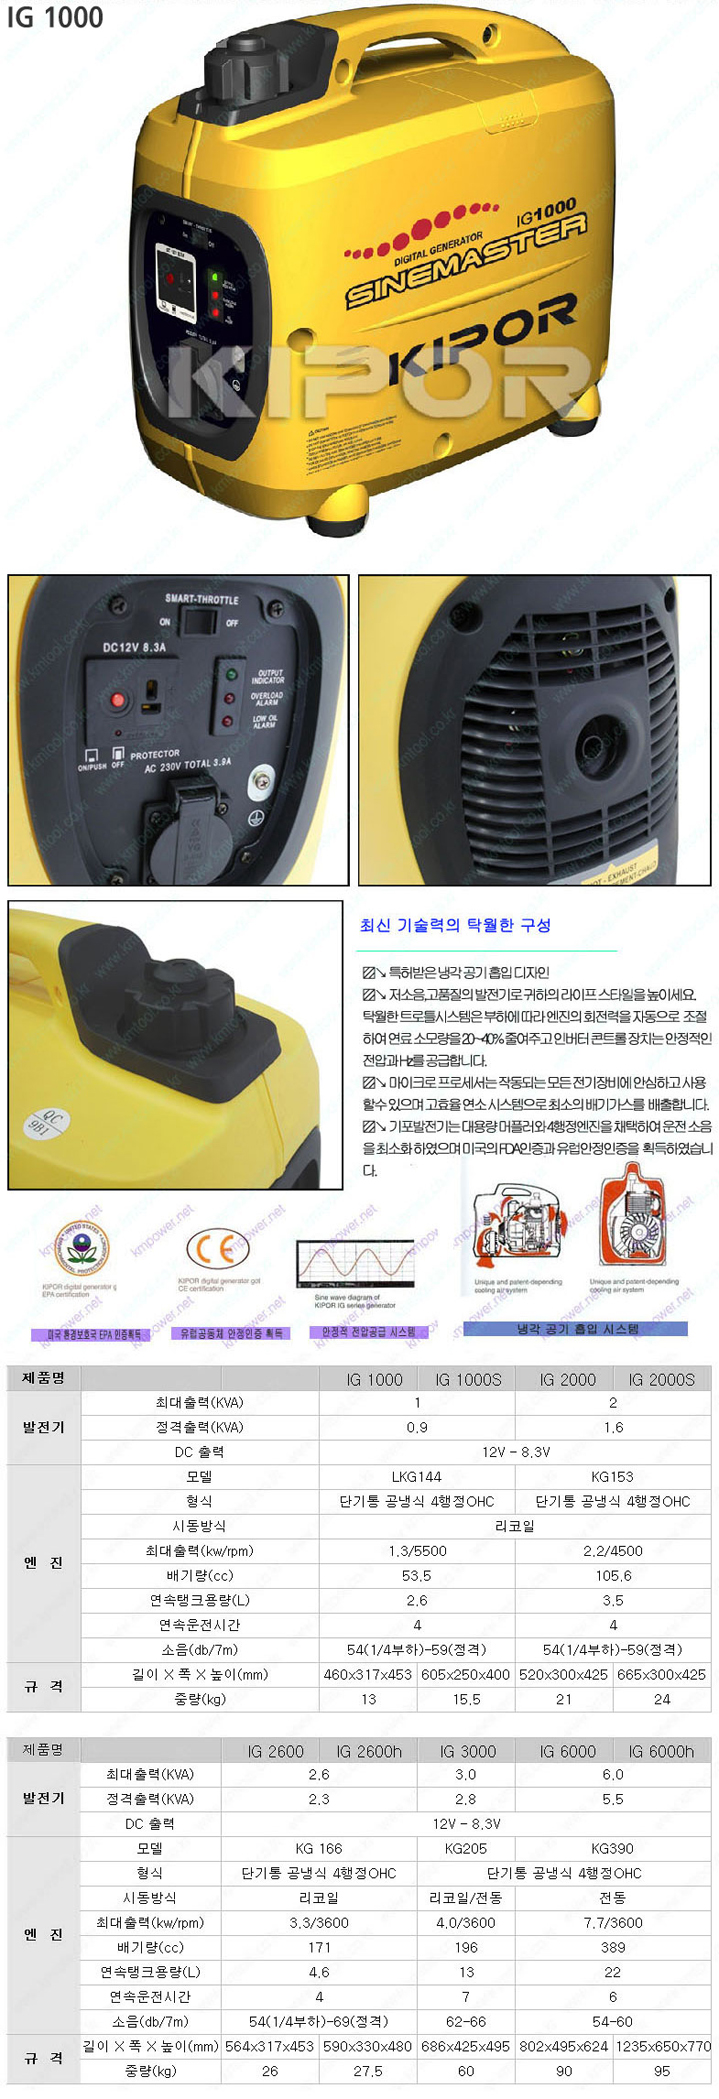 IG 1000
DIGITAL GENERATOR
IG1000
SINEMASTER
KIPOR
KIPOR
SMART-THROTTLE
ON OFF
DC12V 8.3A
OUTPUT
INDICATOR
OVERLOAD
ALARM
LOW OIL
ALARM
ON/PUSH OFF PROTECTOR
AC 230V TOTAL 3.9A
EXHAUST
QC
9B1
최신 기술력의 탁월한 구성
▨↘ 특허받은 냉각 공기 흡입 디자인
▨↘ 저소음,고품질의 발전기로 귀하의 라이프 스타일을 높이세요.
탁월한 트로틀시스템은 부하에 따라 엔진의 회전력을 자동으로 조절
하여 연료 소모량을 20~40% 줄여주고 인버터 콘트롤 장치는 안정적인
전압과 Hz를 공급합니다.
▨↘ 마이크로 프로세서는 작동되는 모든 전기장비에 안심하고 사용
할수 있으며 고효율 연소 시스템으로 최소의 배기가스를 배출합니다.
▨↘ 기포발전기는 대용량 머플러와 4행정엔진을 채택하여 운전 소음
을 최소화 하였으며 미국의 FDA인증과 유럽안정인증을 획득하였습니
다.
KIPOR digital generator g
EPA certification
KIPOR digital generator got
CE certification
Sine wave diagram of
KIPOR IG series generator
Unique and patent-depending
cooling air system
Unique and patent-depending
cooling air system
미국 환경보호국 EPA 인증획득
유럽공동체 안정인증 획득
안정적 전압공급 시스템
냉각 공기 흡입 시스템
제품명 IG 1000 IG 1000S IG 2000 IG 2000S
발전기 최대출력(KVA) 1 2
정격출력(KVA) 0.9 1.6
DC 출력 12V - 8.3V
엔 진 모델 LKG144 KG153
형식 단기통 공냉식 4행정OHC 단기통 공냉식 4행정OHC
시동방식 리코일
최대출력(kw/rpm) 1.3/5500 2.2/4500
배기량(cc) 53.5 105.6
연속탱크용량(L) 2.6 3.5
연속운전시간 4 4
소음(db/7m) 54(1/4부하)-59(정격) 54(1/4부하)-59(정격)
규 격 길이 X 폭 X 높이(mm) 460x317x453 605x250x400 520x300x425 665x300x425
중량(kg) 13 15.5 21 24
제품명 IG 2600 IG 2600h IG 3000 IG 6000 IG 6000h
발전기 최대출력(KVA) 2.6 3.0 6.0
정격출력(KVA) 2.3 2.8 5.5
DC 출력 12V - 8.3V
엔 진 모델 KG 166 KG205 KG390
형식 단기통 공냉식 4행정OHC 단기통 공냉식 4행정OHC
시동방식 리코일 리코일/전동 전동
최대출력(kw/rpm) 3.3/3600 4.0/3600 7.7/3600
배기량(cc) 171 196 389
연속탱크용량(L) 4.6 13 22
연속운전시간 4 7 6
소음(db/7m) 54(1/4부하)-69(정격) 62-66 54-60
규 격 길이 X 폭 X 높이(mm) 564x317x453 590x330x480 686x425x495 802x495x624 1235x650x770
중량(kg) 26 27.5 60 90 95